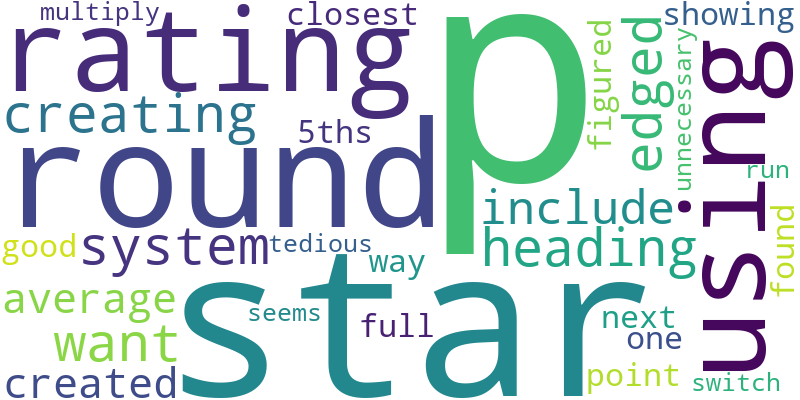 multiply
closest
showing
rating
p
figured
edged
unnecessary
using
creating
5ths
round
run
include
found
good
system
tedious
heading
way
average
star
seems
full
next
want
one
point
created
switch